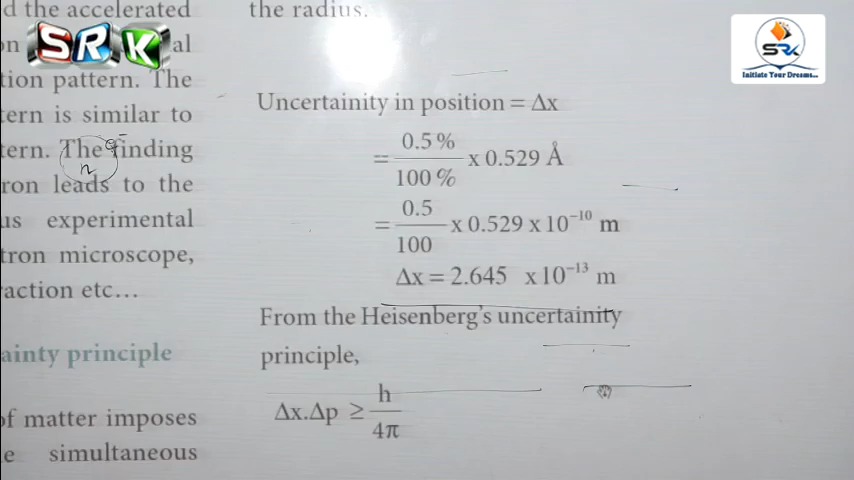 d the accelerated
on
al
tion pattern. The
tern is similar to
tern. The finding
n
ron leads to the
us experimental
tron microscope,
action etc...
ainty principle
of matter imposes
e simultaneous
SRK
the radius.
Uncertainity in position = Δx
= 0.5 % / 100 % x 0.529 Å
= 0.5 / 100 x 0.529 x 10⁻¹⁰ m
Δx = 2.645 x 10⁻¹³ m
From the Heisenberg's uncertainity
principle,
Δx.Δp ≥ h / 4π
SRK
Initiate Your Dreams...